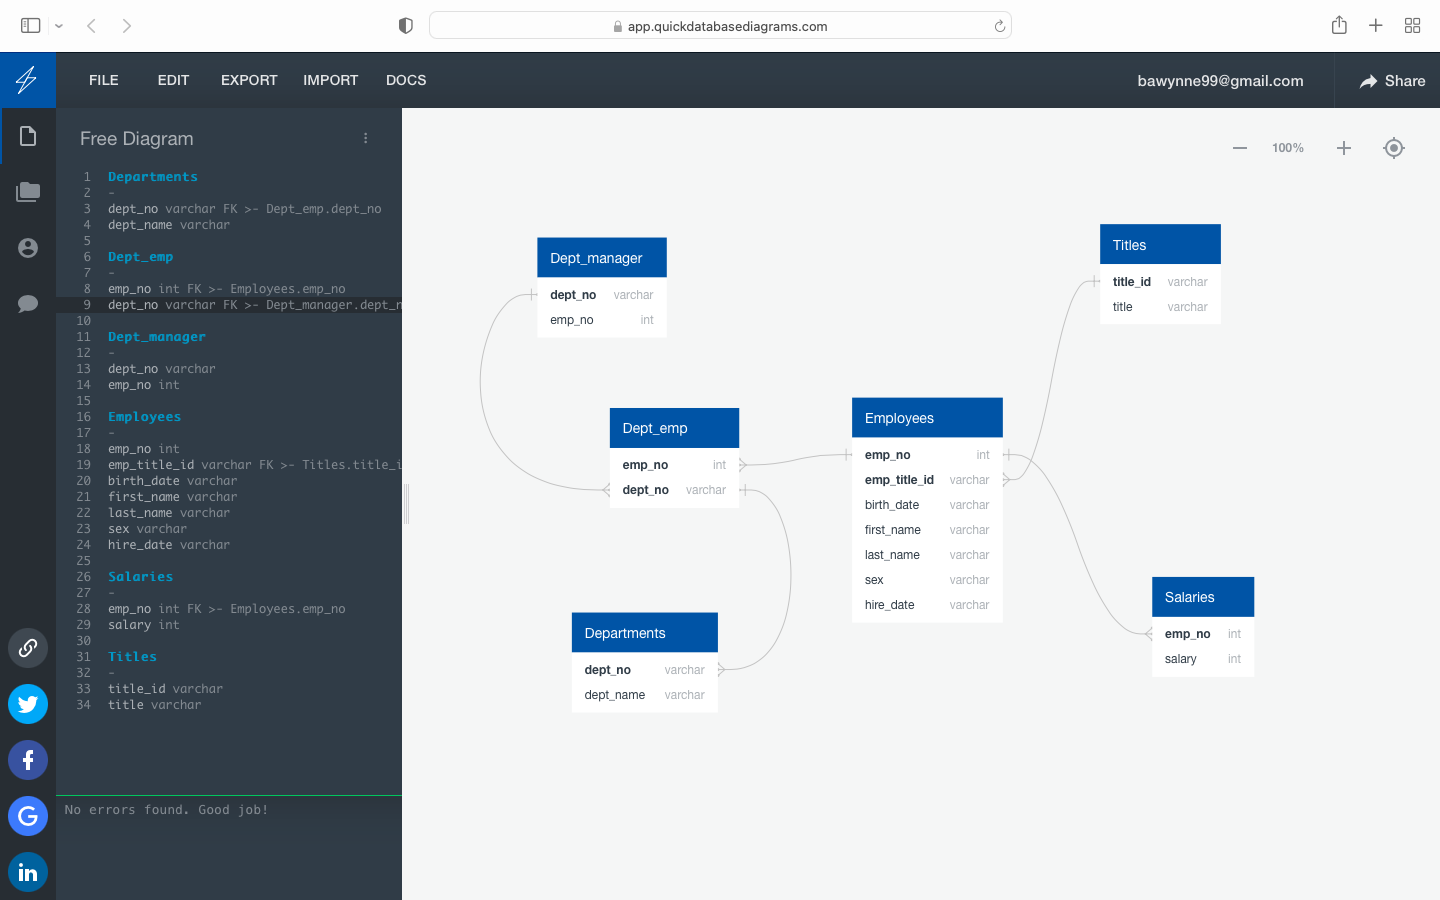 app.quickdatabasediagrams.com
FILE EDIT EXPORT IMPORT DOCS
bawynne99@gmail.com
Share
Free Diagram
1 Departments
2 -
3 dept_no varchar FK >- Dept_emp.dept_no
4 dept_name varchar
5
6 Dept_emp
7 -
8 emp_no int FK >- Employees.emp_no
9 dept_no varchar FK >- Dept_manager.dept_n
10
11 Dept_manager
12 -
13 dept_no varchar
14 emp_no int
15
16 Employees
17 -
18 emp_no int
19 emp_title_id varchar FK >- Titles.title_i
20 birth_date varchar
21 first_name varchar
22 last_name varchar
23 sex varchar
24 hire_date varchar
25
26 Salaries
27 -
28 emp_no int FK >- Employees.emp_no
29 salary int
30
31 Titles
32 -
33 title_id varchar
34 title varchar
No errors found. Good job!
100%
Dept_manager
dept_no varchar
emp_no int
Titles
title_id varchar
title varchar
Dept_emp
emp_no int
dept_no varchar
Employees
emp_no int
emp_title_id varchar
birth_date varchar
first_name varchar
last_name varchar
sex varchar
hire_date varchar
Departments
dept_no varchar
dept_name varchar
Salaries
emp_no int
salary int
f
G
in